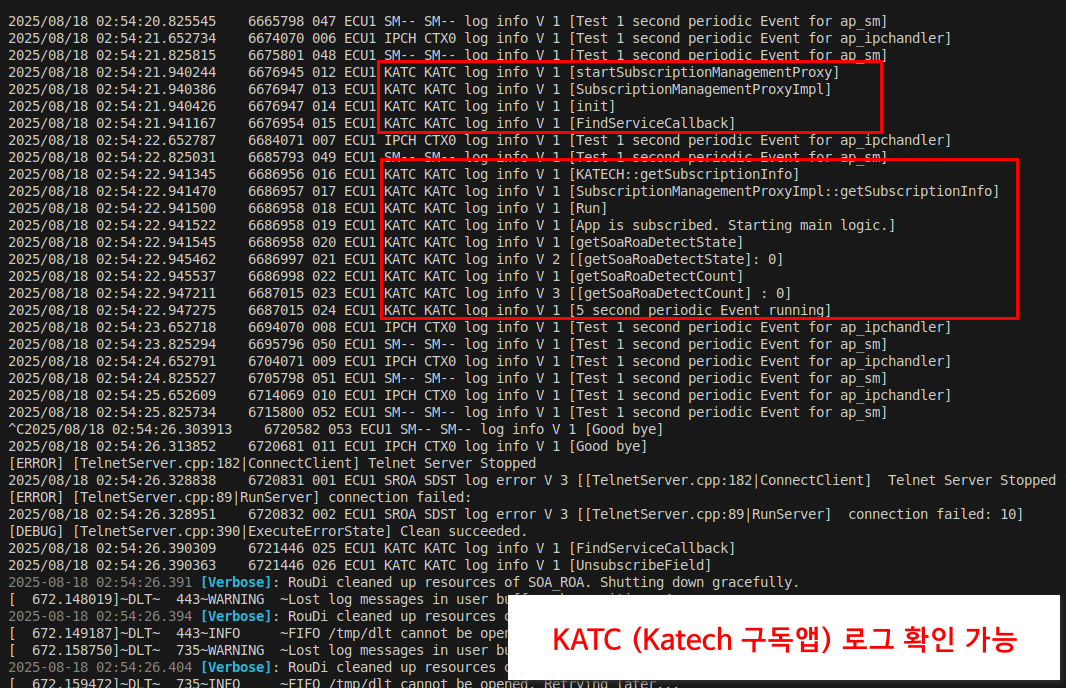 2025/08/18 02:54:20.825545    6665798 047 ECU1 SM-- SM-- log info V 1 [Test 1 second periodic Event for ap_sm]
2025/08/18 02:54:21.652734    6674070 006 ECU1 IPCH CTX0 log info V 1 [Test 1 second periodic Event for ap_ipchandler]
2025/08/18 02:54:21.825815    6675801 048 ECU1 SM-- SM-- log info V 1 [Test 1 second periodic Event for ap_sm]
2025/08/18 02:54:21.940244    6676945 012 ECU1 KATC KATC log info V 1 [startSubscriptionManagementProxy]
2025/08/18 02:54:21.940386    6676947 013 ECU1 KATC KATC log info V 1 [SubscriptionManagementProxyImpl]
2025/08/18 02:54:21.940426    6676947 014 ECU1 KATC KATC log info V 1 [init]
2025/08/18 02:54:21.941167    6676954 015 ECU1 KATC KATC log info V 1 [FindServiceCallback]
2025/08/18 02:54:22.652787    6684071 007 ECU1 IPCH CTX0 log info V 1 [Test 1 second periodic Event for ap_ipchandler]
2025/08/18 02:54:22.825031    6685793 049 ECU1 SM-- SM-- log info V 1 [Test 1 second periodic Event for ap_sm]
2025/08/18 02:54:22.941345    6686956 016 ECU1 KATC KATC log info V 1 [KATECH::getSubscriptionInfo]
2025/08/18 02:54:22.941470    6686957 017 ECU1 KATC KATC log info V 1 [SubscriptionManagementProxyImpl::getSubscriptionInfo]
2025/08/18 02:54:22.941500    6686958 018 ECU1 KATC KATC log info V 1 [Run]
2025/08/18 02:54:22.941522    6686958 019 ECU1 KATC KATC log info V 1 [App is subscribed. Starting main logic.]
2025/08/18 02:54:22.941545    6686958 020 ECU1 KATC KATC log info V 1 [getSoaRoaDetectState]
2025/08/18 02:54:22.945462    6686997 021 ECU1 KATC KATC log info V 2 [[getSoaRoaDetectState]: 0]
2025/08/18 02:54:22.945537    6686998 022 ECU1 KATC KATC log info V 1 [getSoaRoaDetectCount]
2025/08/18 02:54:22.947211    6687015 023 ECU1 KATC KATC log info V 3 [[getSoaRoaDetectCount] : 0]
2025/08/18 02:54:22.947275    6687015 024 ECU1 KATC KATC log info V 1 [5 second periodic Event running]
2025/08/18 02:54:23.652718    6694070 008 ECU1 IPCH CTX0 log info V 1 [Test 1 second periodic Event for ap_ipchandler]
2025/08/18 02:54:23.825294    6695796 050 ECU1 SM-- SM-- log info V 1 [Test 1 second periodic Event for ap_sm]
2025/08/18 02:54:24.652791    6704071 009 ECU1 IPCH CTX0 log info V 1 [Test 1 second periodic Event for ap_ipchandler]
2025/08/18 02:54:24.825527    6705798 051 ECU1 SM-- SM-- log info V 1 [Test 1 second periodic Event for ap_sm]
2025/08/18 02:54:25.652609    6714069 010 ECU1 IPCH CTX0 log info V 1 [Test 1 second periodic Event for ap_ipchandler]
2025/08/18 02:54:25.825734    6715800 052 ECU1 SM-- SM-- log info V 1 [Test 1 second periodic Event for ap_sm]
^C2025/08/18 02:54:26.303913    6720582 053 ECU1 SM-- SM-- log info V 1 [Good bye]
2025/08/18 02:54:26.313852    6720681 011 ECU1 IPCH CTX0 log info V 1 [Good bye]
[ERROR] [TelnetServer.cpp:182|ConnectClient] Telnet Server Stopped
2025/08/18 02:54:26.328838    6720831 001 ECU1 SROA SDST log error V 3 [[TelnetServer.cpp:182|ConnectClient]  Telnet Server Stopped
[ERROR] [TelnetServer.cpp:89|RunServer] connection failed:
2025/08/18 02:54:26.328951    6720832 002 ECU1 SROA SDST log error V 3 [[TelnetServer.cpp:89|RunServer]  connection failed: 10]
[DEBUG] [TelnetServer.cpp:390|ExecuteErrorState] Clean succeeded.
2025/08/18 02:54:26.390309    6721446 025 ECU1 KATC KATC log info V 1 [FindServiceCallback]
2025/08/18 02:54:26.390363    6721446 026 ECU1 KATC KATC log info V 1 [UnsubscribeField]
2025-08-18 02:54:26.391 [Verbose]: RouDi cleaned up resources of SOA_ROA. Shutting down gracefully.
[  672.148019]~DLT~  443~WARNING  ~Lost log messages in user
2025-08-18 02:54:26.394 [Verbose]: RouDi cleaned up resources
[  672.149187]~DLT~  443~INFO     ~FIFO /tmp/dlt cannot be
[  672.158750]~DLT~  735~WARNING  ~Lost log messages in user
2025-08-18 02:54:26.404 [Verbose]: RouDi cleaned up resources
[  672.159472]~DLT~  735~INFO     ~FIFO /tmp/dlt cannot be opened. Retrying later...
KATC (Katech 구독앱) 로그 확인 가능